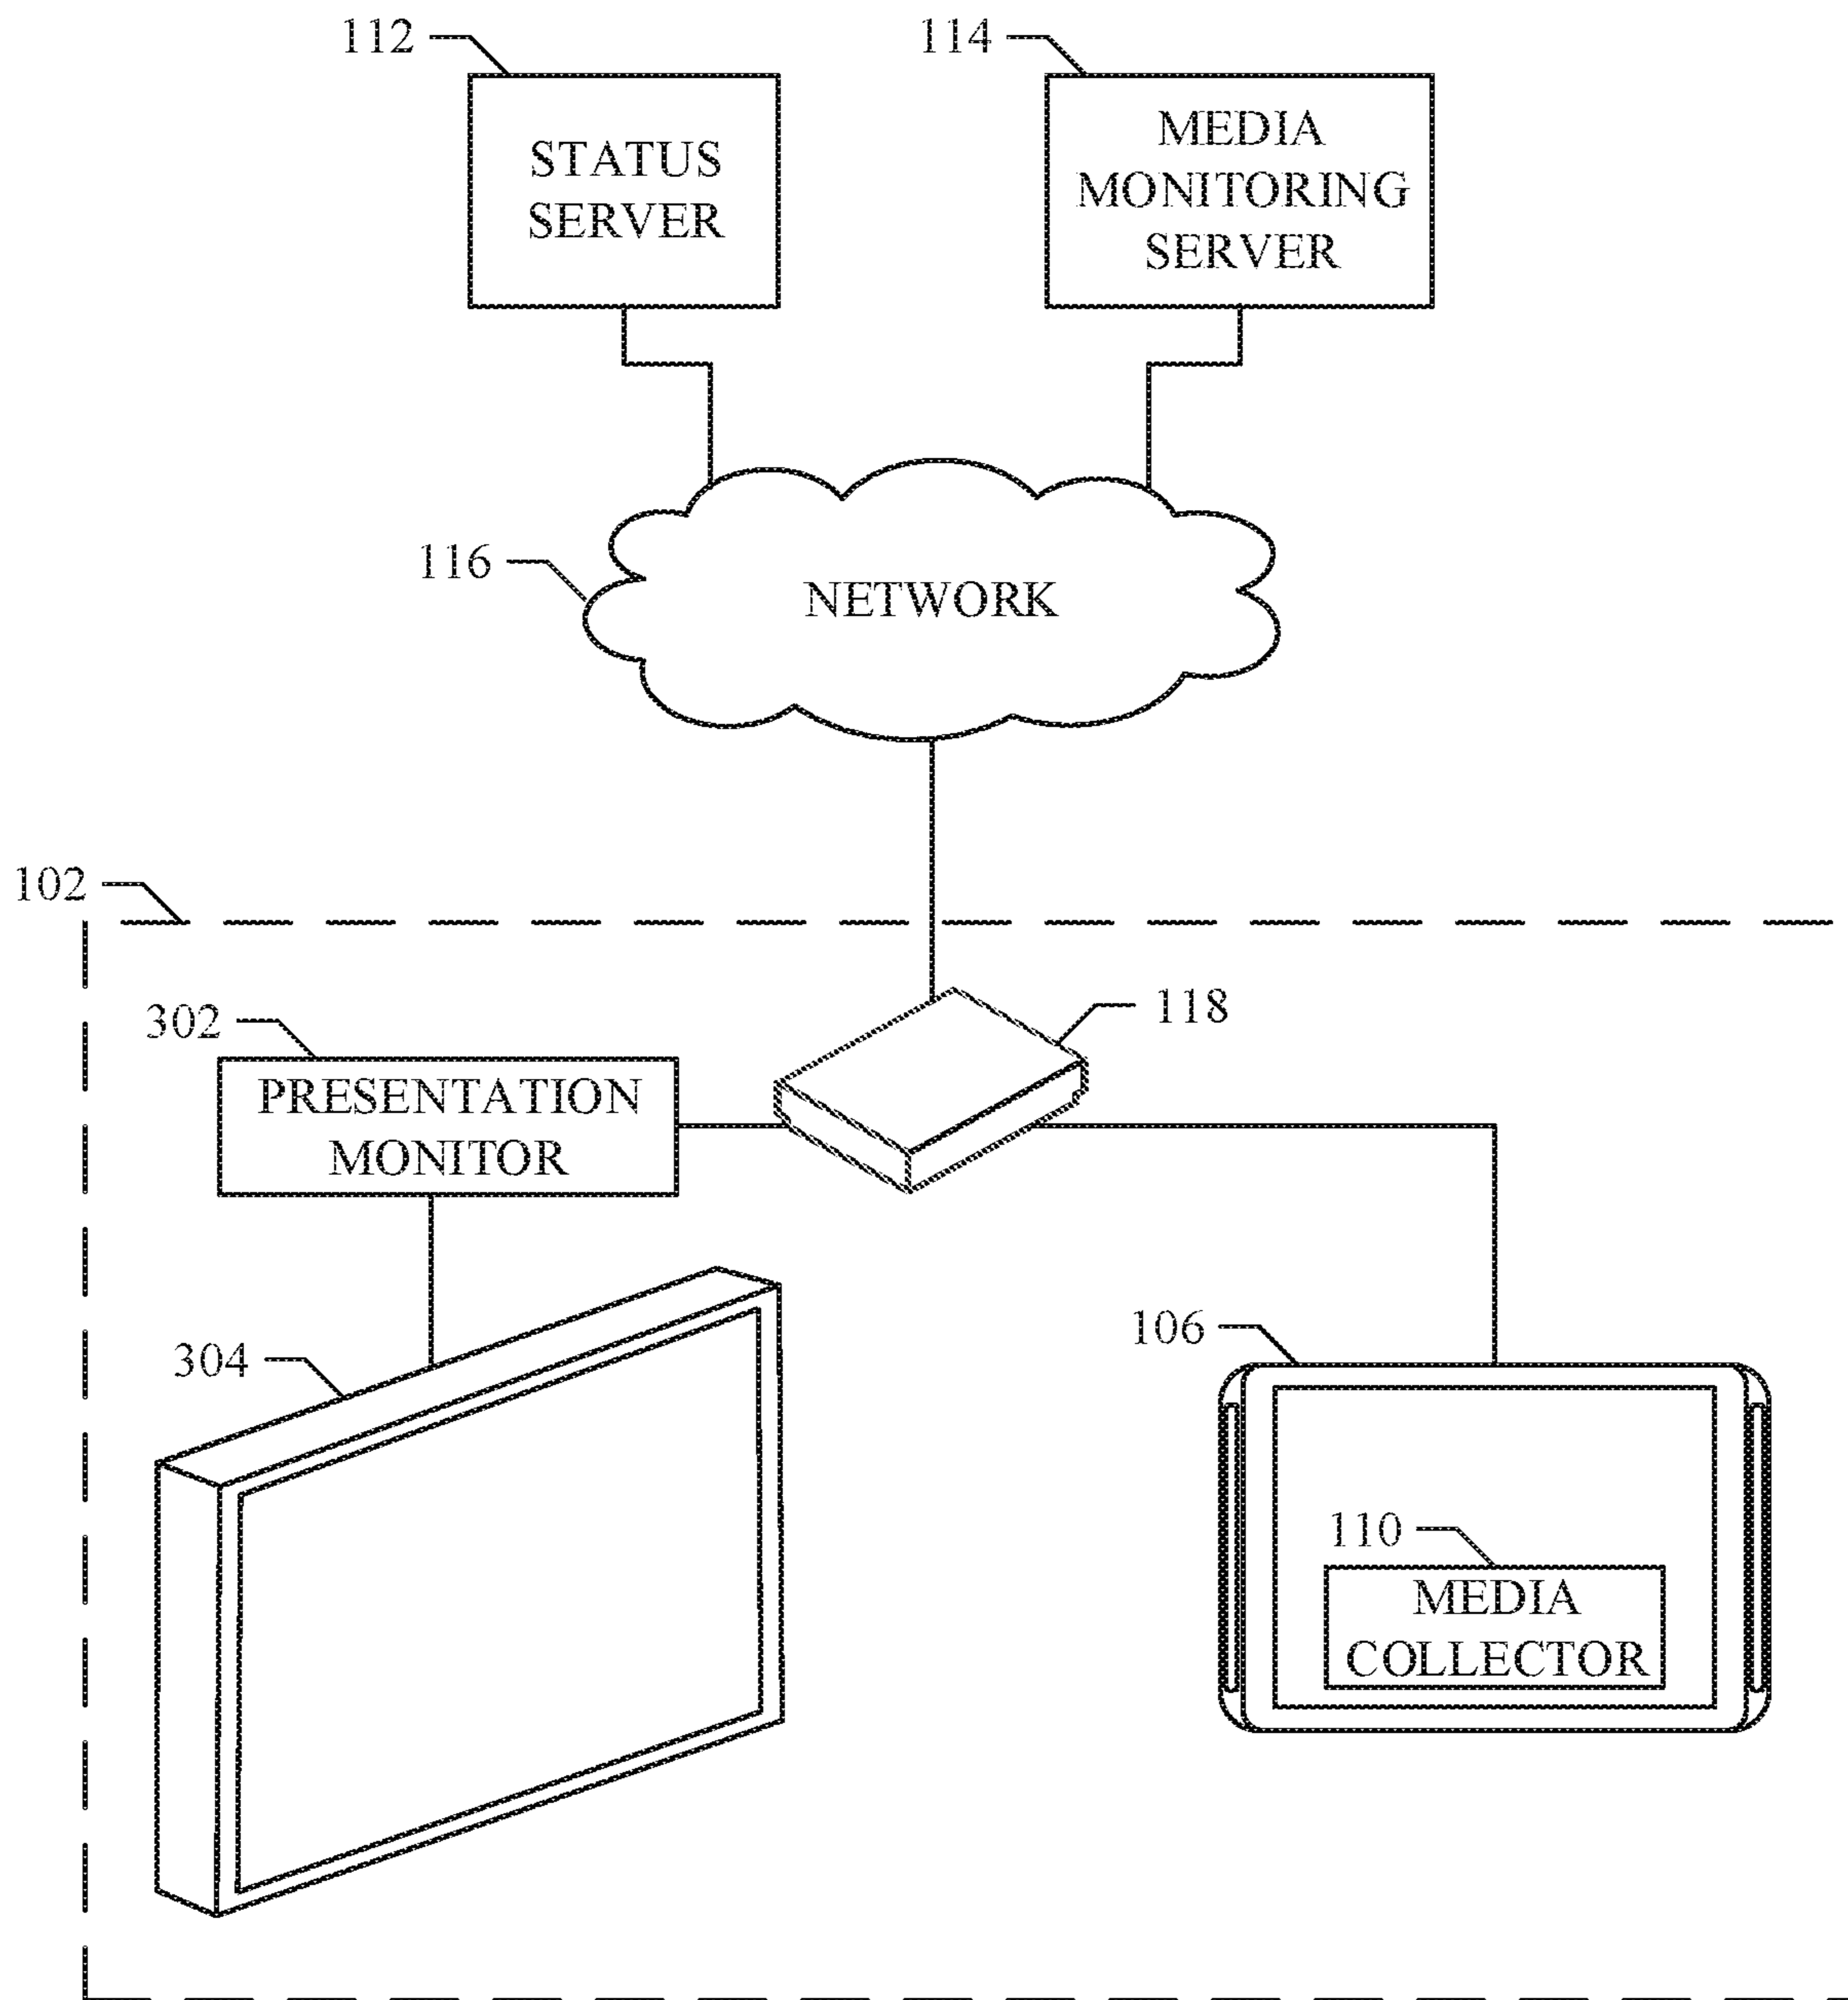 112
114
STATUS
SERVER
MEDIA
MONITORING
SERVER
116
NETWORK
102
302
118
PRESENTATION
MONITOR
304
106
110
MEDIA
COLLECTOR